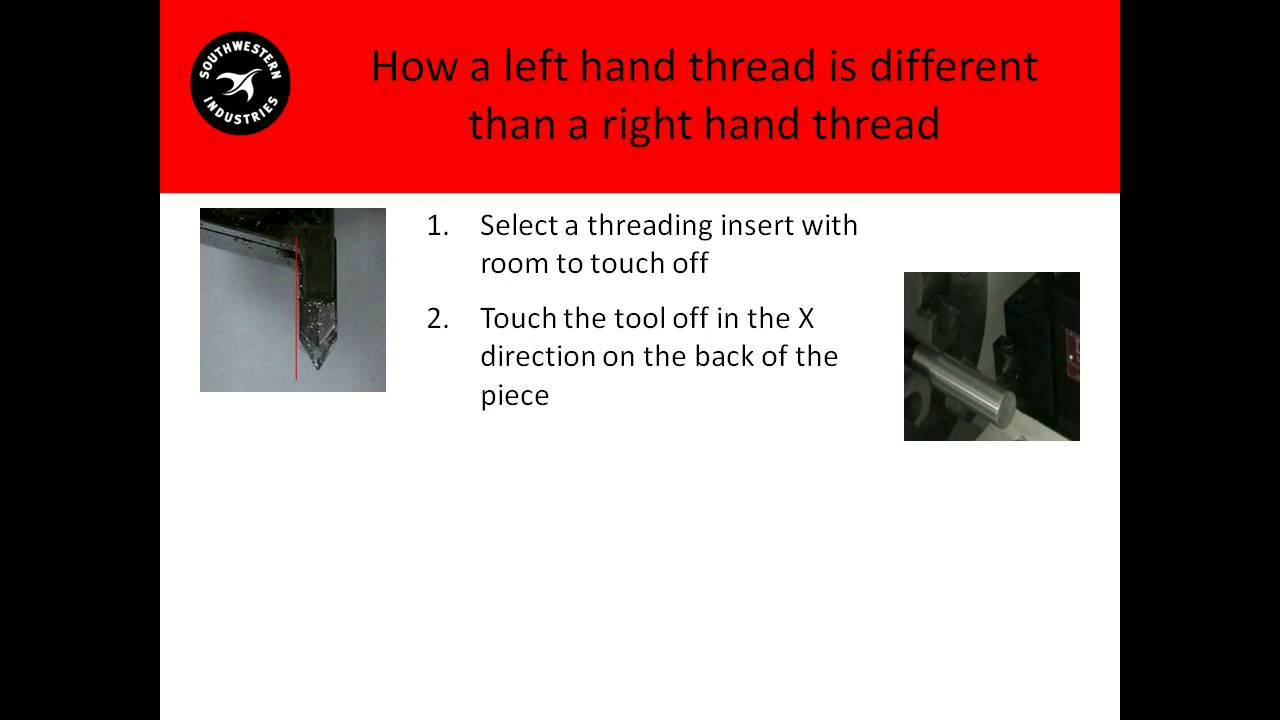 SOUTHWESTERN
INDUSTRIES
How a left hand thread is different
than a right hand thread
1. Select a threading insert with
room to touch off
2. Touch the tool off in the X
direction on the back of the
piece